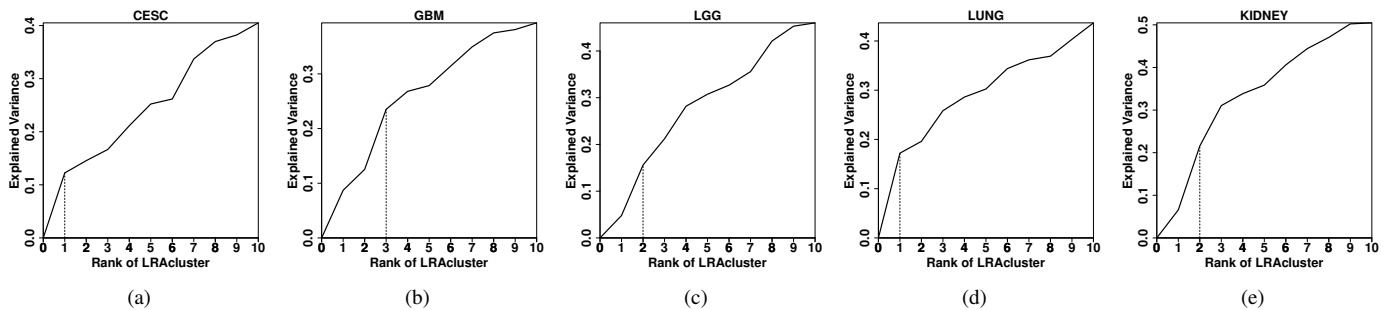 CESC
Explained Variance
0.0 0.1 0.2 0.3 0.4
0 1 2 3 4 5 6 7 8 9 10
Rank of LRAcluster
(a)
GBM
Explained Variance
0.0 0.1 0.2 0.3
0 1 2 3 4 5 6 7 8 9 10
Rank of LRAcluster
(b)
LGG
Explained Variance
0.0 0.1 0.2 0.3 0.4
0 1 2 3 4 5 6 7 8 9 10
Rank of LRAcluster
(c)
LUNG
Explained Variance
0.0 0.1 0.2 0.3 0.4
0 1 2 3 4 5 6 7 8 9 10
Rank of LRAcluster
(d)
KIDNEY
Explained Variance
0.0 0.1 0.2 0.3 0.4 0.5
0 1 2 3 4 5 6 7 8 9 10
Rank of LRAcluster
(e)